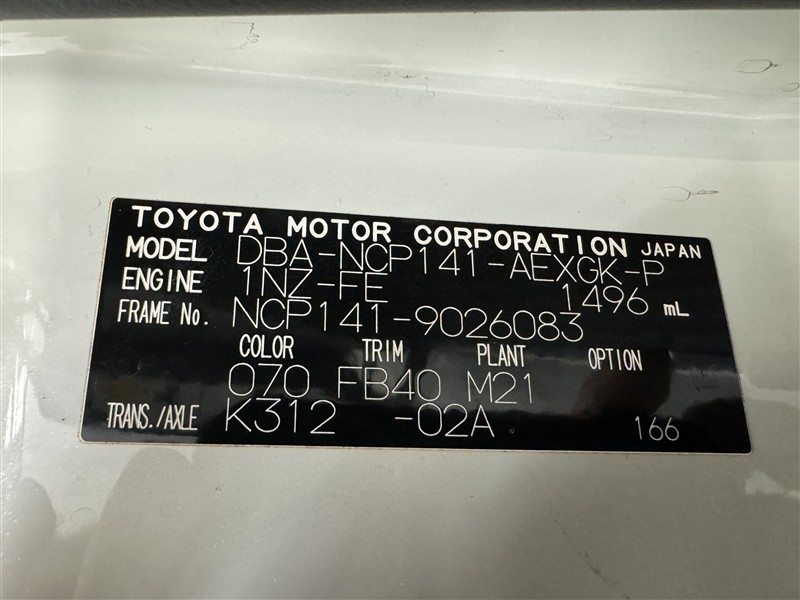 TOYOTA MOTOR CORPORATION JAPAN
MODEL DBA-NCP141-AEXGK-P
ENGINE 1NZ-FE 1496 mL
FRAME No. NCP141-9026083
COLOR TRIM PLANT OPTION
070 FB40 M21
TRANS./AXLE K312 -02A 166